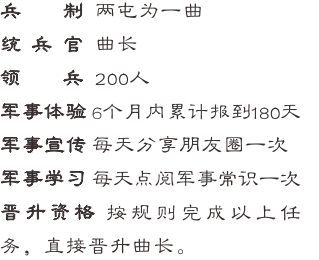 兵制 两屯为一曲
统兵官 曲长
领兵 200人
军事体验 6个月内累计报到180天
军事宣传 每天分享朋友圈一次
军事学习 每天点阅军事常识一次
晋升资格 按规则完成以上任
务，直接晋升曲长。